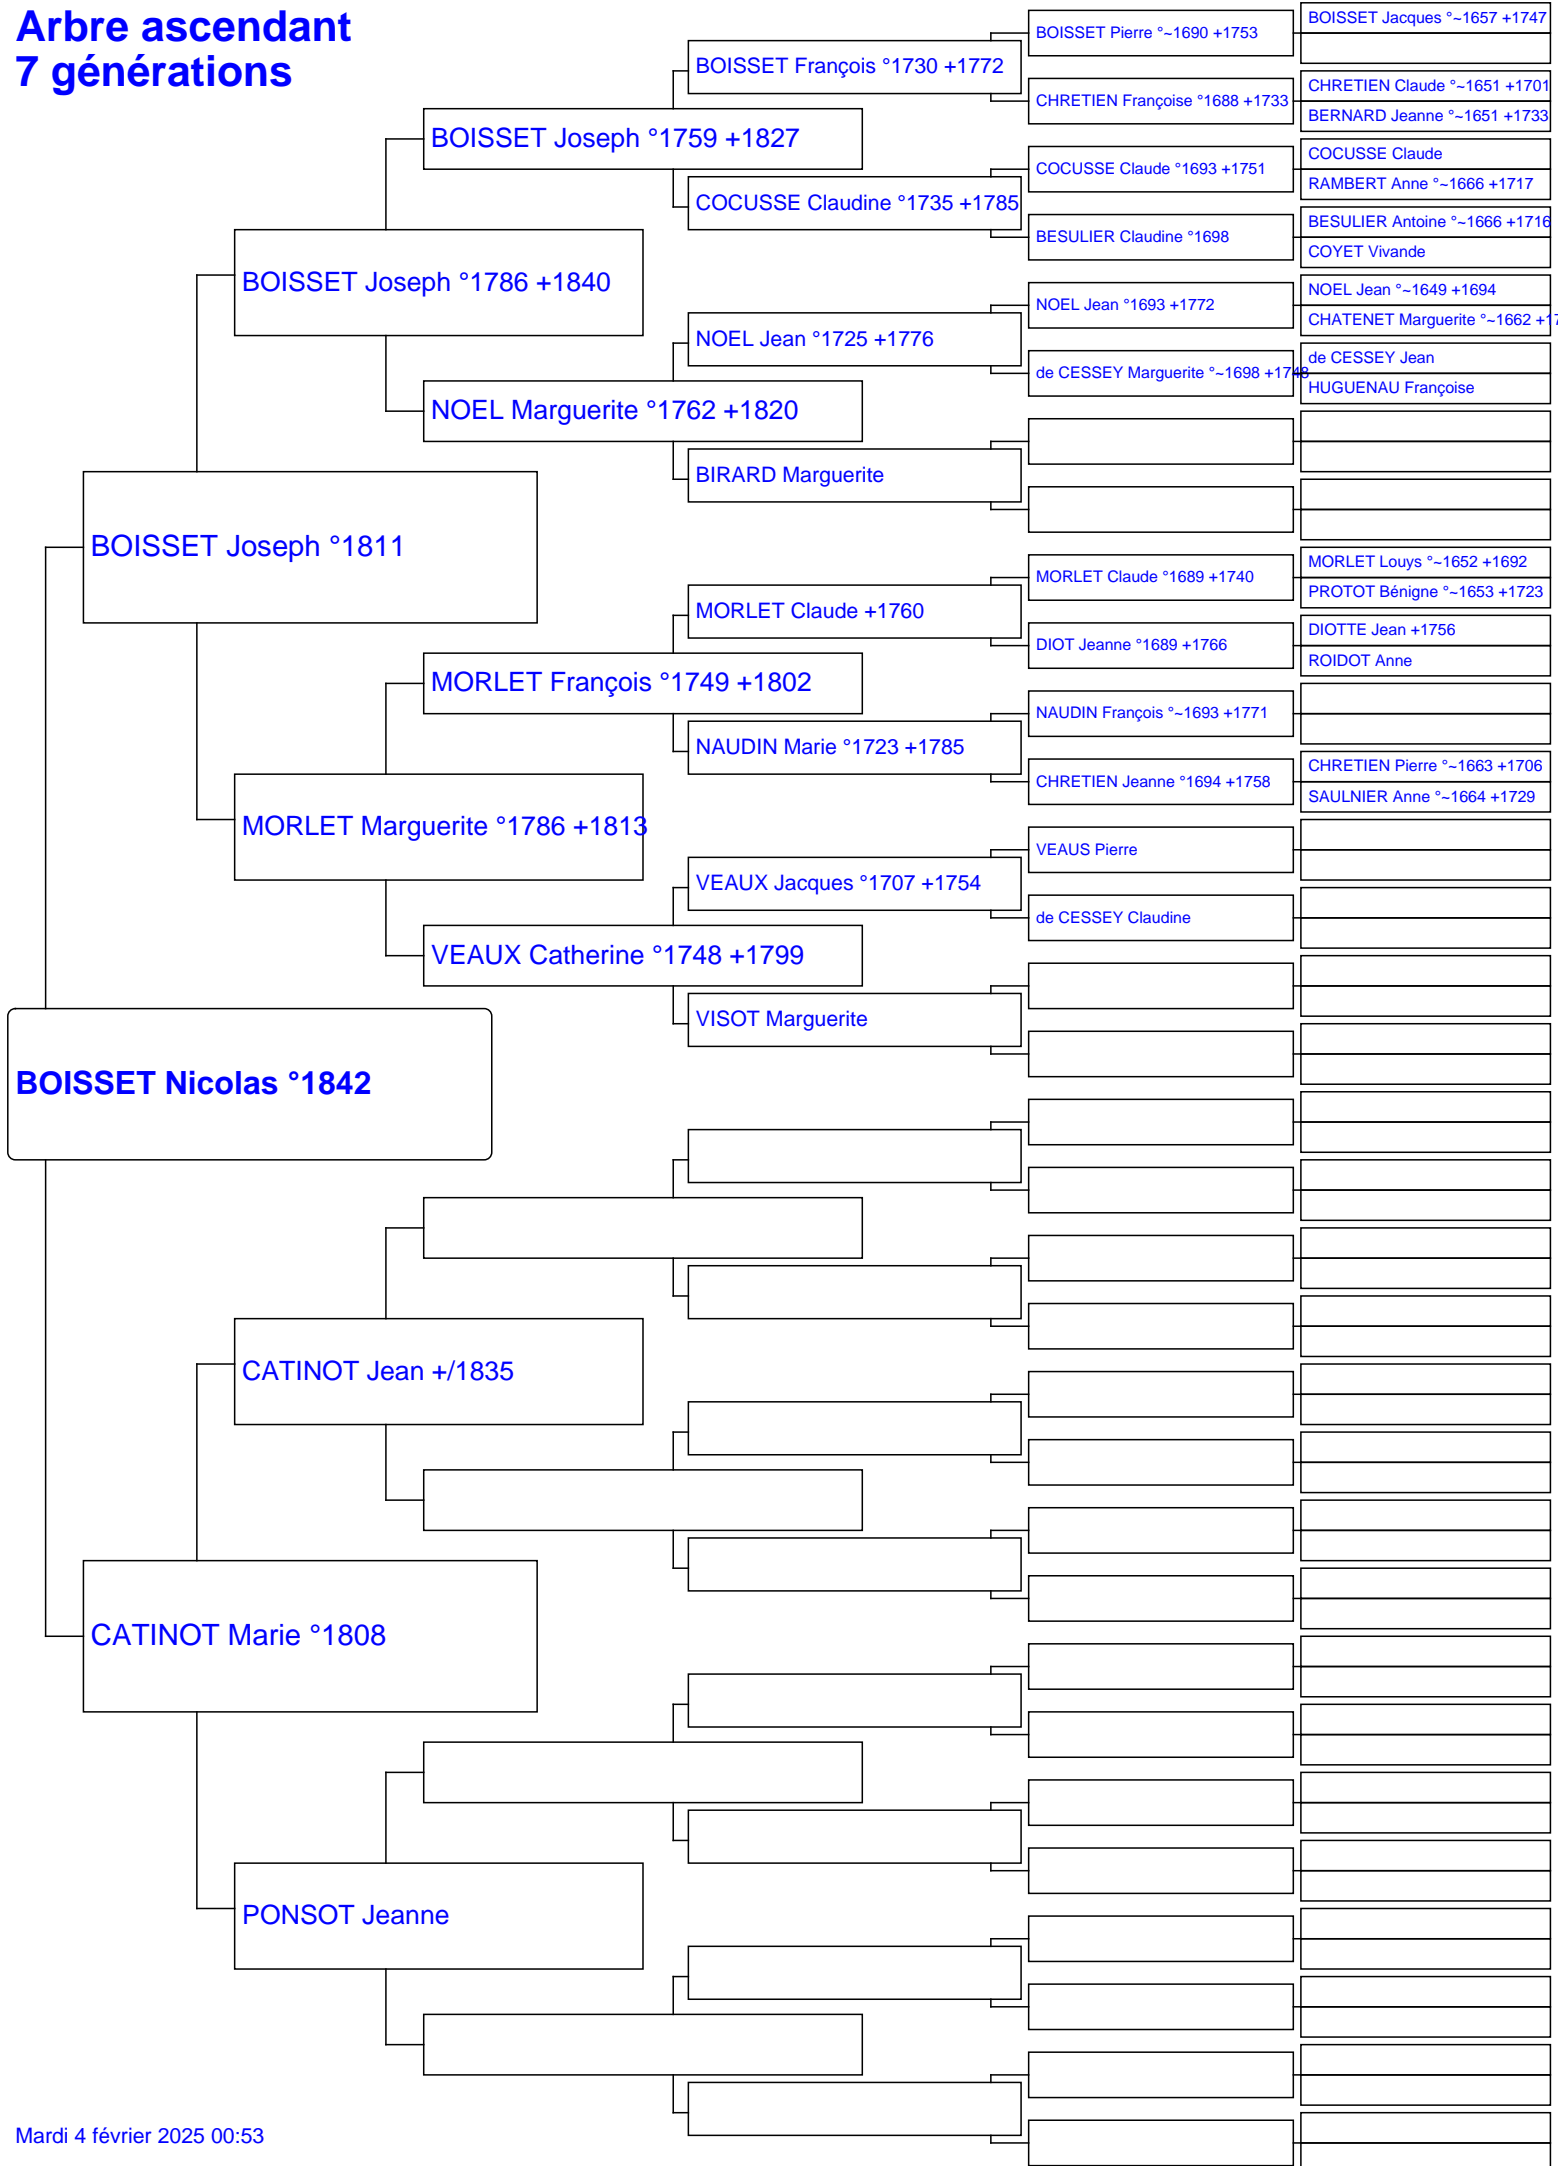 Arbre ascendant
7 générations
BOISSET Jacques °~1657 +1747
BOISSET Pierre °~1690 +1753
BOISSET François °1730 +1772
CHRETIEN Claude °~1651 +1701
CHRETIEN Françoise °1688 +1733
BERNARD Jeanne °~1651 +1733
BOISSET Joseph °1759 +1827
COCUSSE Claude
COCUSSE Claude °1693 +1751
RAMBERT Anne °~1666 +1717
COCUSSE Claudine °1735 +1785
BESULIER Antoine °~1666 +1716
BESULIER Claudine °1698
COYET Vivande
BOISSET Joseph °1786 +1840
NOEL Jean °~1649 +1694
NOEL Jean °1693 +1772
CHATENET Marguerite °~1662 +17
NOEL Jean °1725 +1776
de CESSEY Jean
de CESSEY Marguerite °~1698 +1748
HUGUENAU Françoise
NOEL Marguerite °1762 +1820
BIRARD Marguerite
BOISSET Joseph °1811
MORLET Louys °~1652 +1692
MORLET Claude °1689 +1740
PROTOT Bénigne °~1653 +1723
MORLET Claude +1760
DIOTTE Jean +1756
DIOT Jeanne °1689 +1766
ROIDOT Anne
MORLET François °1749 +1802
NAUDIN François °~1693 +1771
NAUDIN Marie °1723 +1785
CHRETIEN Pierre °~1663 +1706
CHRETIEN Jeanne °1694 +1758
SAULNIER Anne °~1664 +1729
MORLET Marguerite °1786 +1813
VEAUS Pierre
VEAUX Jacques °1707 +1754
de CESSEY Claudine
VEAUX Catherine °1748 +1799
VISOT Marguerite
BOISSET Nicolas °1842
CATINOT Jean +/1835
CATINOT Marie °1808
PONSOT Jeanne
Mardi 4 février 2025 00:53